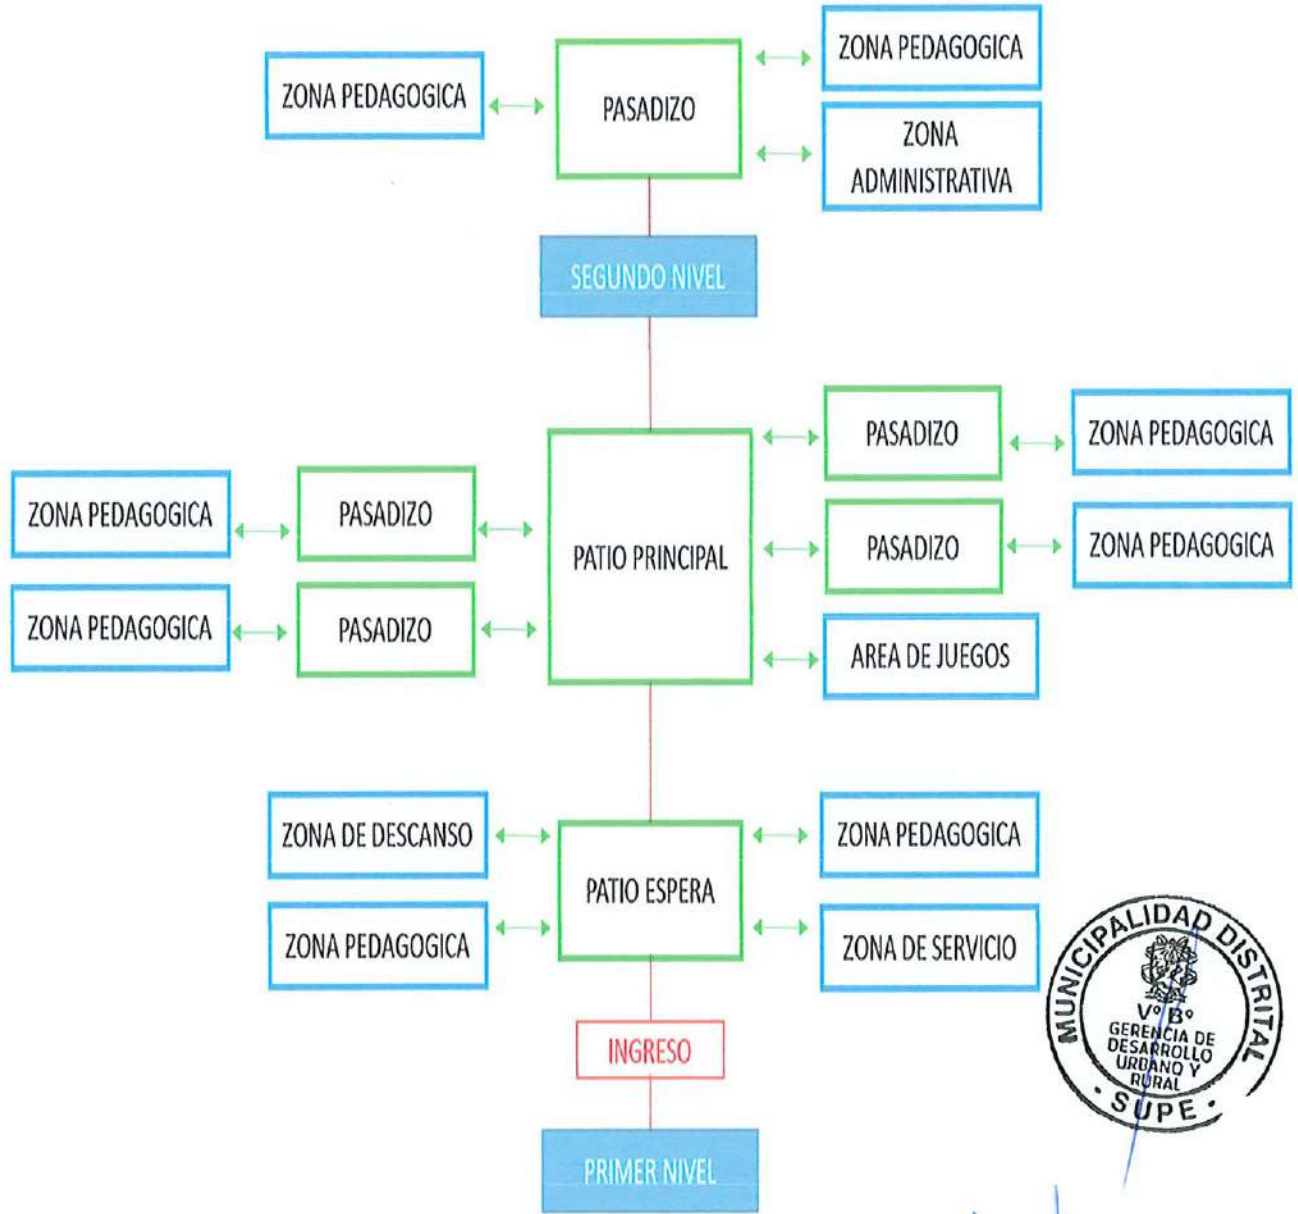 ZONA PEDAGOGICA
PASADIZO
ZONA PEDAGOGICA
ZONA
ADMINISTRATIVA
SEGUNDO NIVEL
PASADIZO
ZONA PEDAGOGICA
ZONA PEDAGOGICA
PASADIZO
PATIO PRINCIPAL
PASADIZO
ZONA PEDAGOGICA
ZONA PEDAGOGICA
PASADIZO
AREA DE JUEGOS
ZONA DE DESCANSO
PATIO ESPERA
ZONA PEDAGOGICA
ZONA PEDAGOGICA
ZONA DE SERVICIO
INGRESO
PRIMER NIVEL
MUNICIPALIDAD DISTRITAL
V° B°
GERENCIA DE
DESARROLLO
URBANO Y
RURAL
· SUPE ·